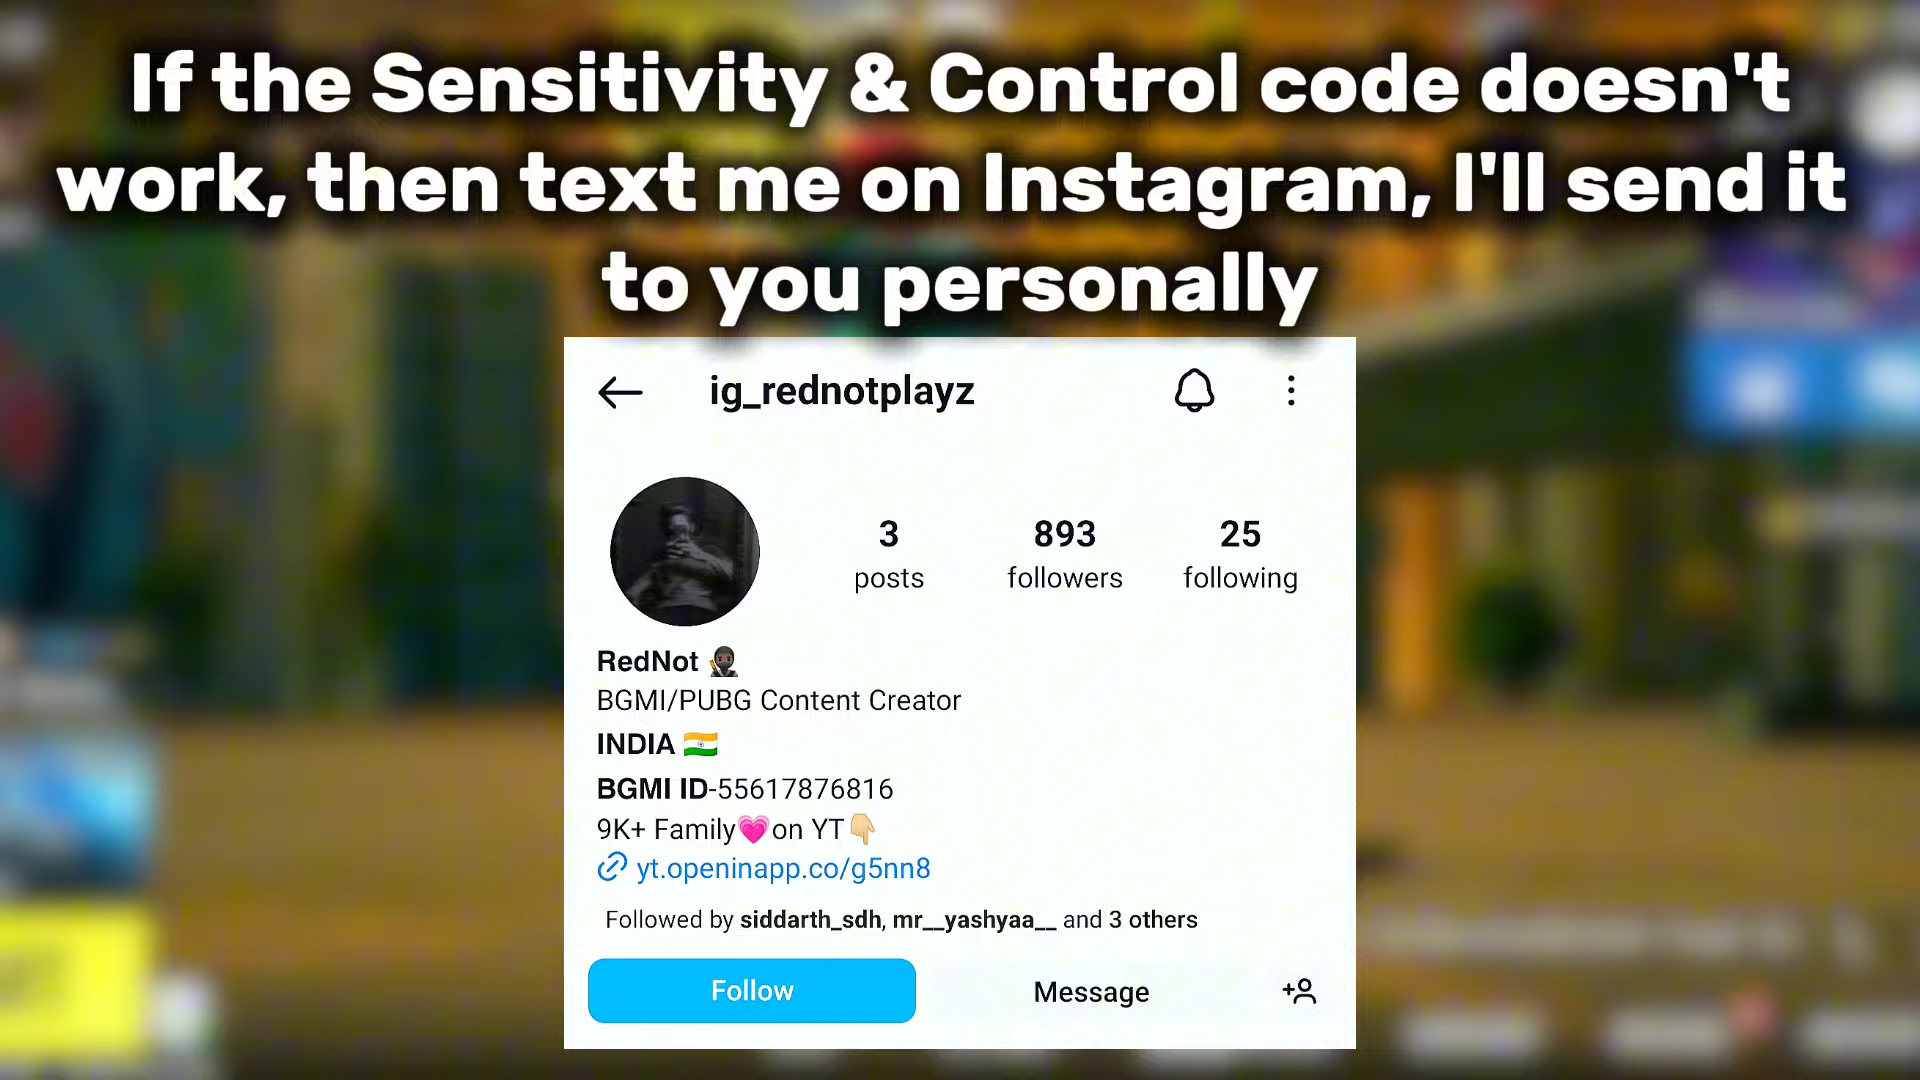 If the Sensitivity & Control code doesn't
work, then text me on Instagram, I'll send it
to you personally
ig_rednotplayz
3 893 25
posts followers following
RedNot 🥷🏿
BGMI/PUBG Content Creator
INDIA 🇮🇳
BGMI ID-55617876816
9K+ Family💗on YT👇🏼
yt.openinapp.co/g5nn8
Followed by siddarth_sdh, mr__yashyaa__ and 3 others
Follow Message